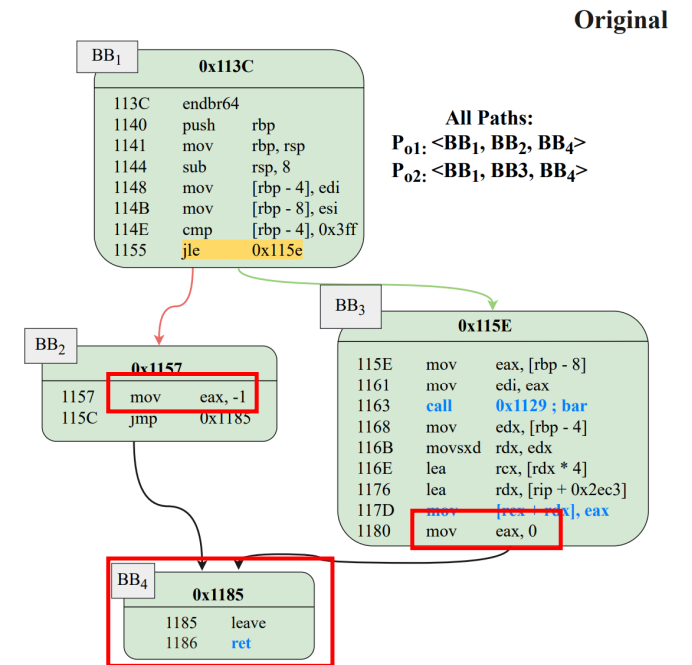 Original
BB1
0x113C
113C endbr64
1140 push rbp
1141 mov rbp, rsp
1144 sub rsp, 8
1148 mov [rbp - 4], edi
114B mov [rbp - 8], esi
114E cmp [rbp - 4], 0x3ff
1155 jle 0x115e
All Paths:
Po1: <BB1, BB2, BB4>
Po2: <BB1, BB3, BB4>
BB2
0x1157
1157 mov eax, -1
115C jmp 0x1185
BB3
0x115E
115E mov eax, [rbp - 8]
1161 mov edi, eax
1163 call 0x1129 ; bar
1168 mov edx, [rbp - 4]
116B movsxd rdx, edx
116E lea rcx, [rdx * 4]
1176 lea rdx, [rip + 0x2ec3]
117D mov [rcx + rdx], eax
1180 mov eax, 0
BB4
0x1185
1185 leave
1186 ret